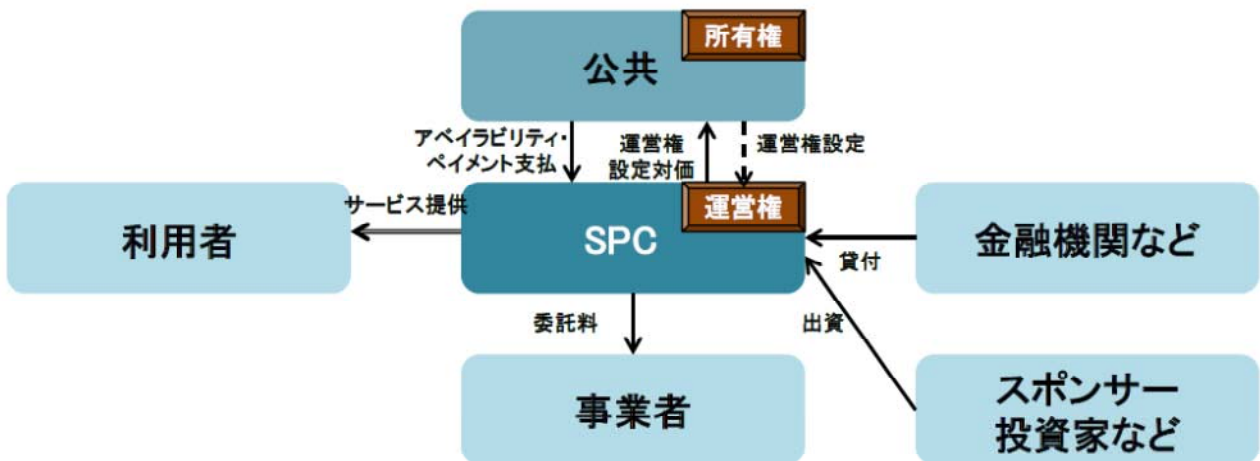 所有権
公共
アベイラビリティ・
ペイメント支払
運営権
設定対価
運営権設定
サービス提供
運営権
利用者
SPC
金融機関など
貸付
委託料
出資
事業者
スポンサー
投資家など